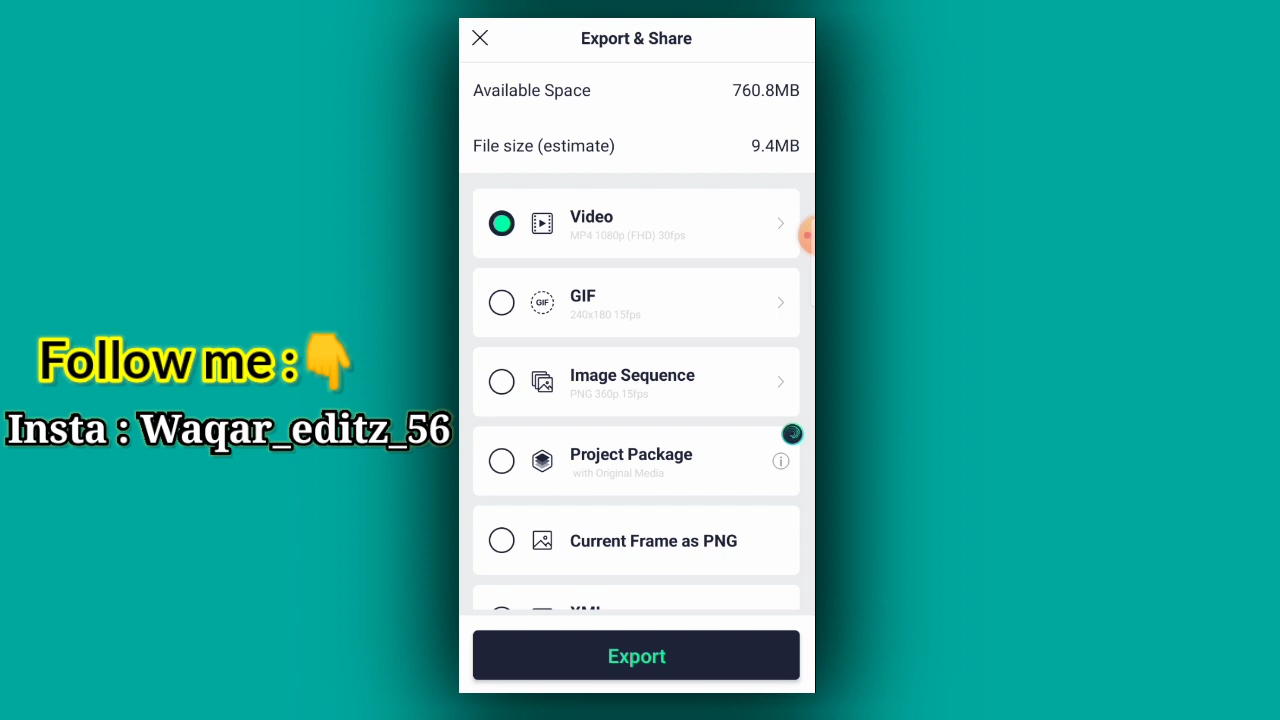 Export & Share
Available Space 760.8MB
File size (estimate) 9.4MB
Video
MP4 1080p (FHD) 30fps
GIF
GIF
240x180 15fps
Image Sequence
PNG 360p 15fps
Project Package
with Original Media
Current Frame as PNG
XML
Export
Follow me :👇
Insta : Waqar_editz_56